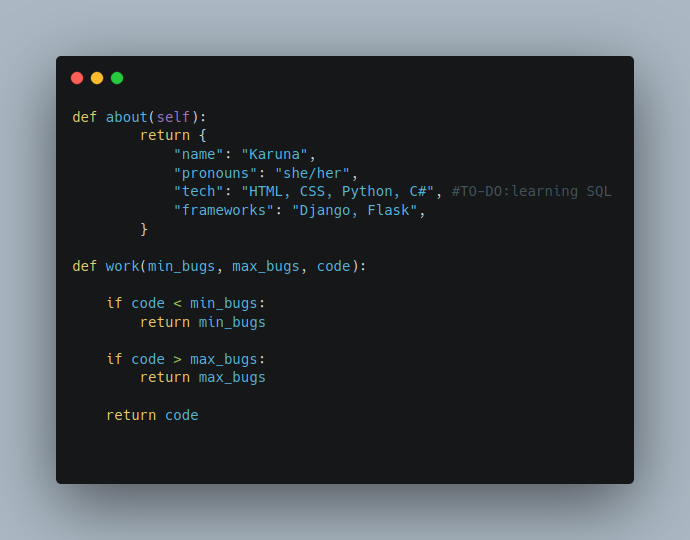 def about(self):
        return {
            "name": "Karuna",
            "pronouns": "she/her",
            "tech": "HTML, CSS, Python, C#", #TO-DO:learning SQL
            "frameworks": "Django, Flask",
        }
def work(min_bugs, max_bugs, code):
    if code < min_bugs:
        return min_bugs
    if code > max_bugs:
        return max_bugs
    return code